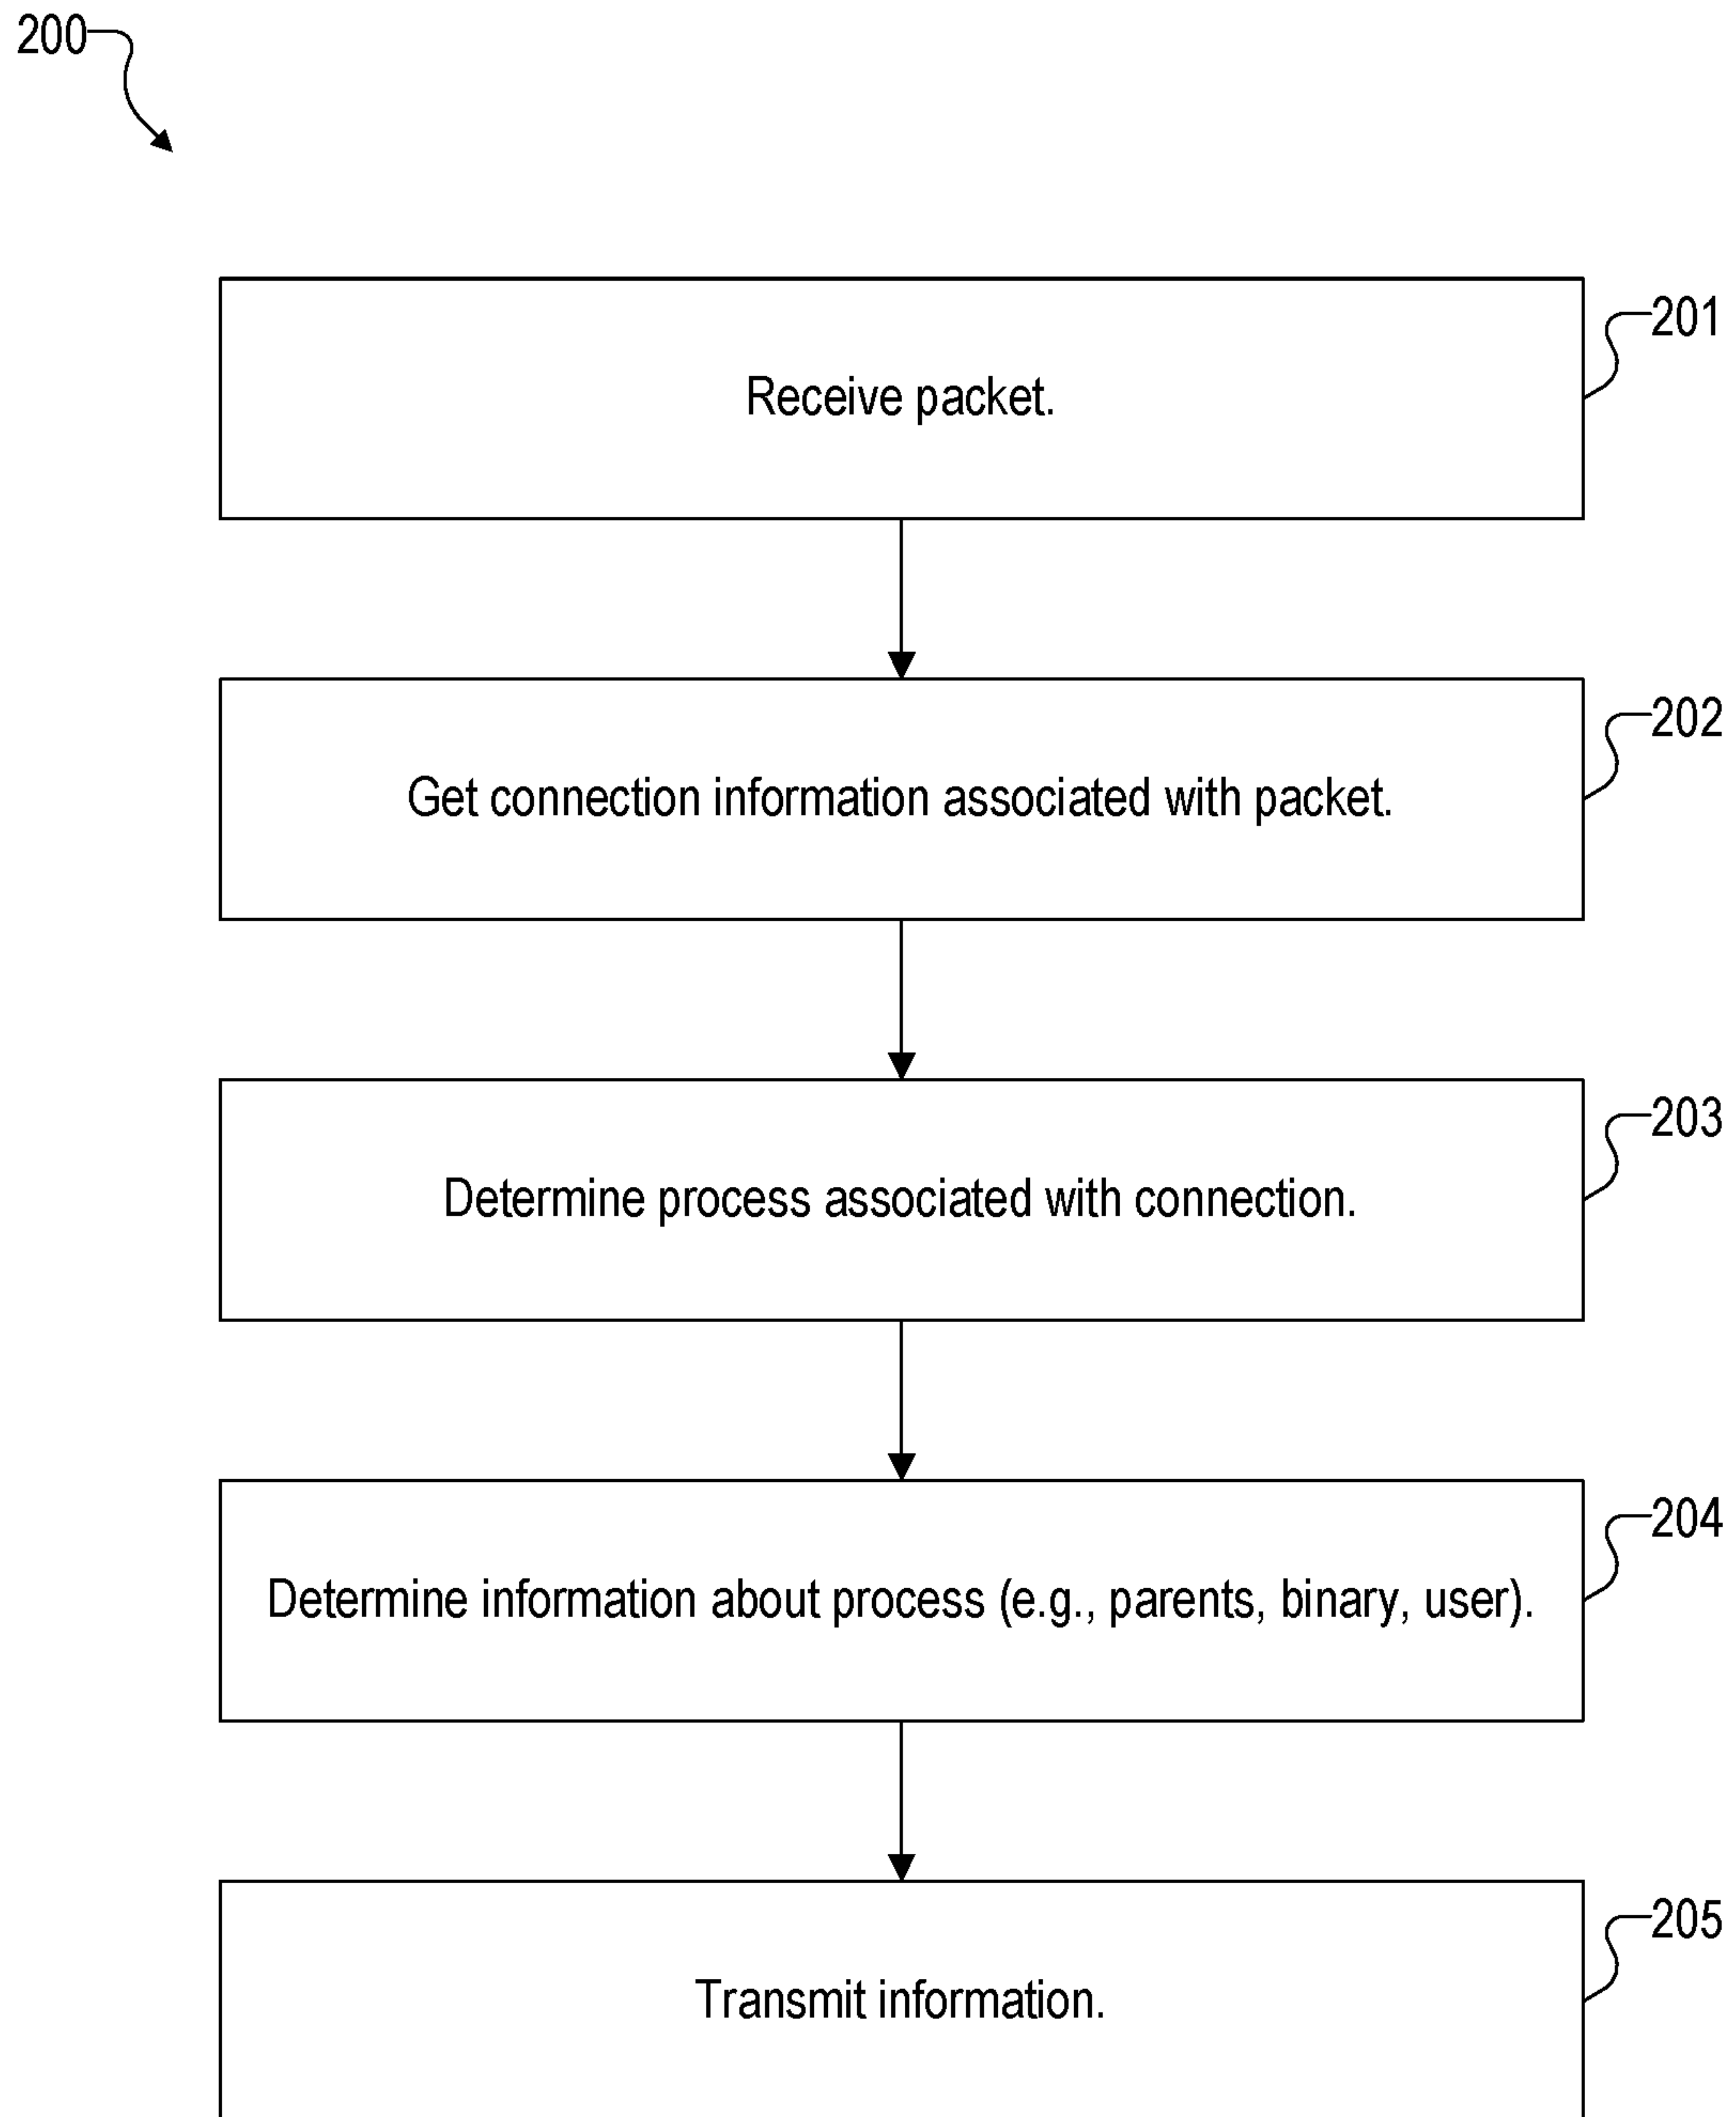 200
201
Receive packet.
202
Get connection information associated with packet.
203
Determine process associated with connection.
204
Determine information about process (e.g., parents, binary, user).
205
Transmit information.